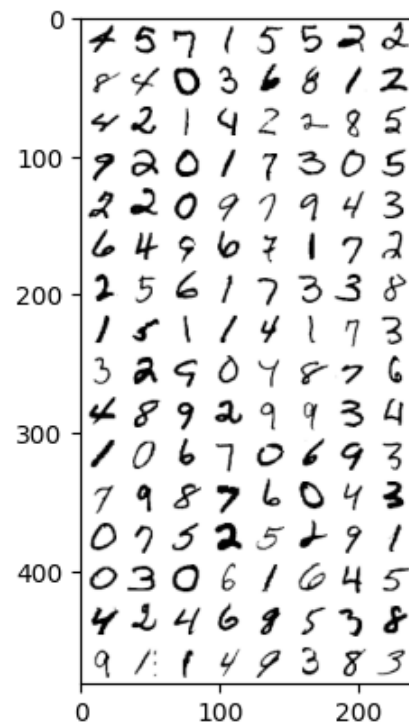 0
4 5 7 1 5 5 2 2
8 4 0 3 6 8 1 2
4 2 1 4 2 2 8 5
100
9 2 0 1 7 3 0 5
2 2 0 9 7 9 4 3
6 4 9 6 7 1 7 2
200
2 5 6 1 7 3 3 8
1 5 1 1 4 1 7 3
3 2 9 0 4 8 7 6
4 8 9 2 9 9 3 4
300
1 0 6 7 0 6 9 3
7 9 8 7 6 0 4 3
0 7 5 2 5 2 9 1
400
0 3 0 6 1 6 4 5
4 2 4 6 8 5 3 8
9 1 1 4 9 3 8 3
0 100 200